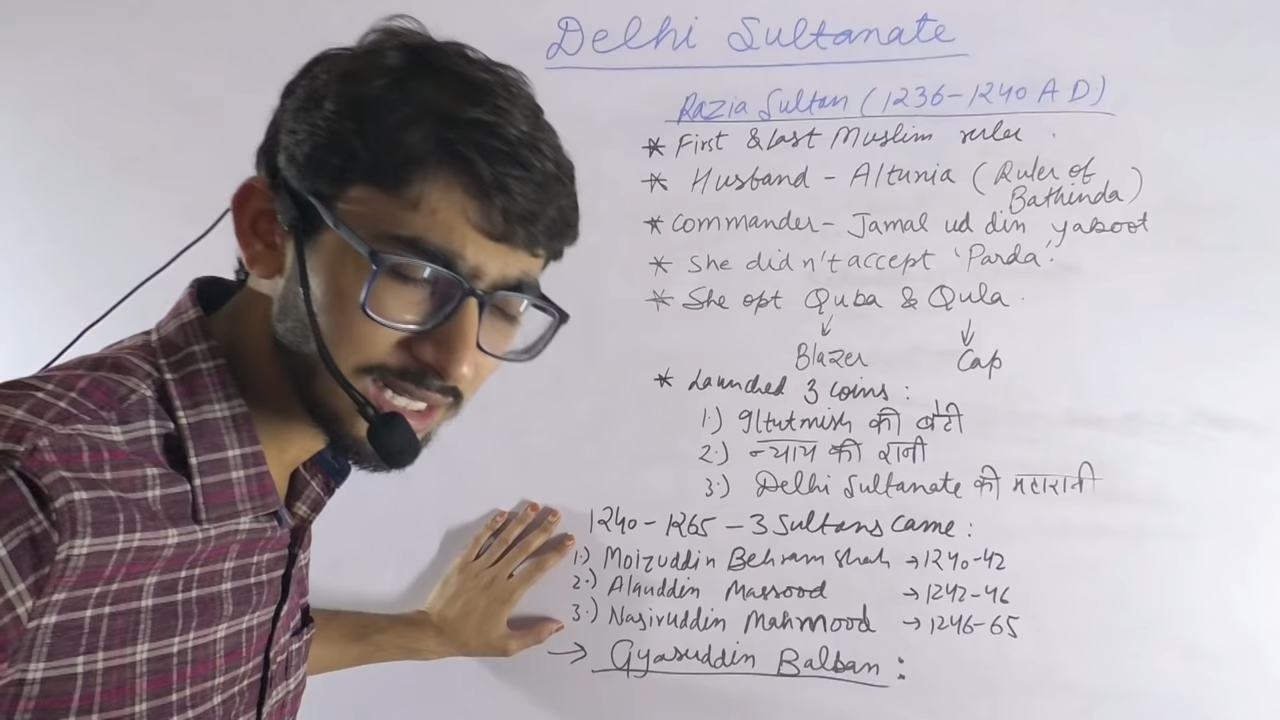 Delhi Sultanate
Razia Sultan (1236-1240 A D.)
* First & last Muslim ruler.
* Husband - Altunia (Ruler of
Bathinda)
* Commander - Jamal ud din yakoot
* She didn't accept 'Parda'.
* She opt Quba & Qula.
↓ ↓
Blazer Cap
* Launched 3 coins:
1.) Iltutmish की बेटी
2.) न्याय की रानी
3.) Delhi Sultanate की महारानी
1240-1265-3 Sultans Came:
1.) Moizuddin Behram Shah → 1240-42
2.) Alauddin Massood → 1242-46
3.) Nasiruddin Mahmood → 1246-65
→ Gyasuddin Balban: